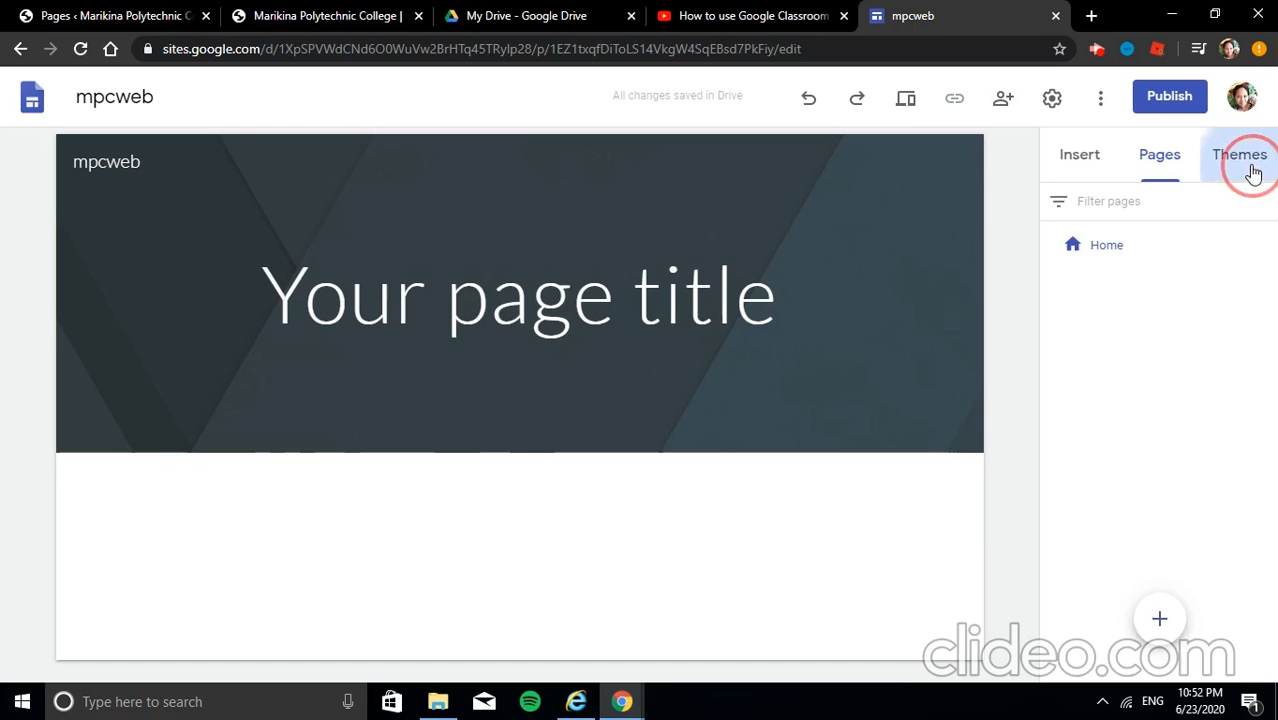 Pages ‹ Marikina Polytechnic C
Marikina Polytechnic College |
My Drive - Google Drive
How to use Google Classroom
mpcweb
sites.google.com/d/1XpSPVWdCNd6O0WuVw2BrHTq45TRylp28/p/1EZ1txqfDiToLS14VkgW4SqEBsd7PkFiy/edit
mpcweb
All changes saved in Drive
Publish
mpcweb
Your page title
Insert
Pages
Themes
Filter pages
Home
clideo.com
Type here to search
ENG
10:52 PM
6/23/2020
1